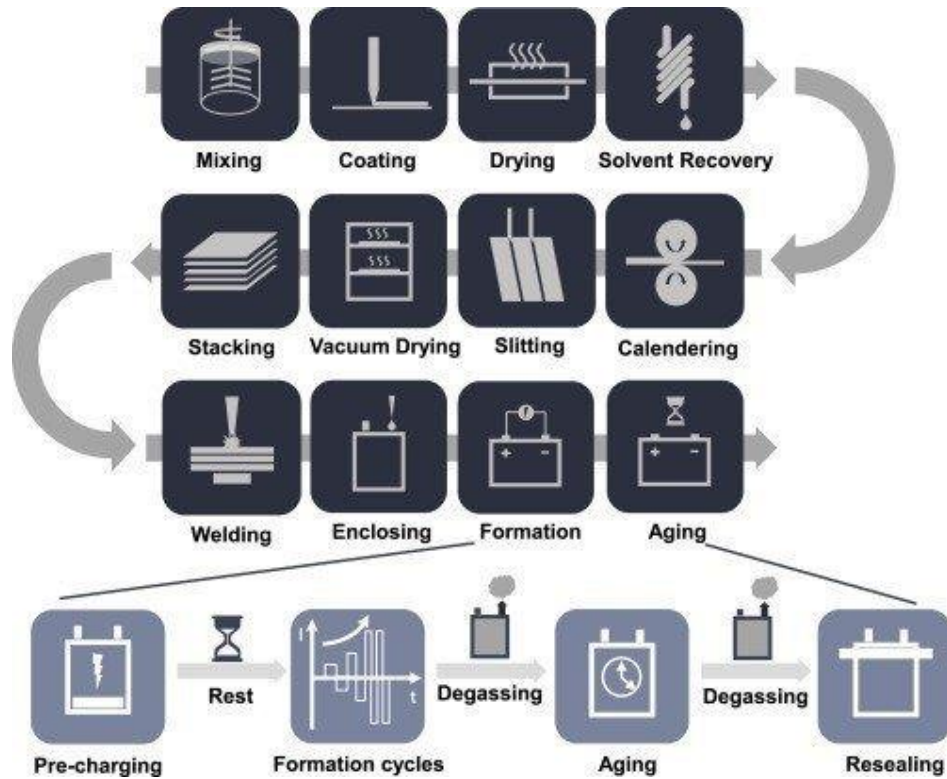 Mixing Coating Drying Solvent Recovery
Stacking Vacuum Drying Slitting Calendering
+ - + -
Welding Enclosing Formation Aging
I
t
Rest Degassing Degassing
Pre-charging Formation cycles Aging Resealing